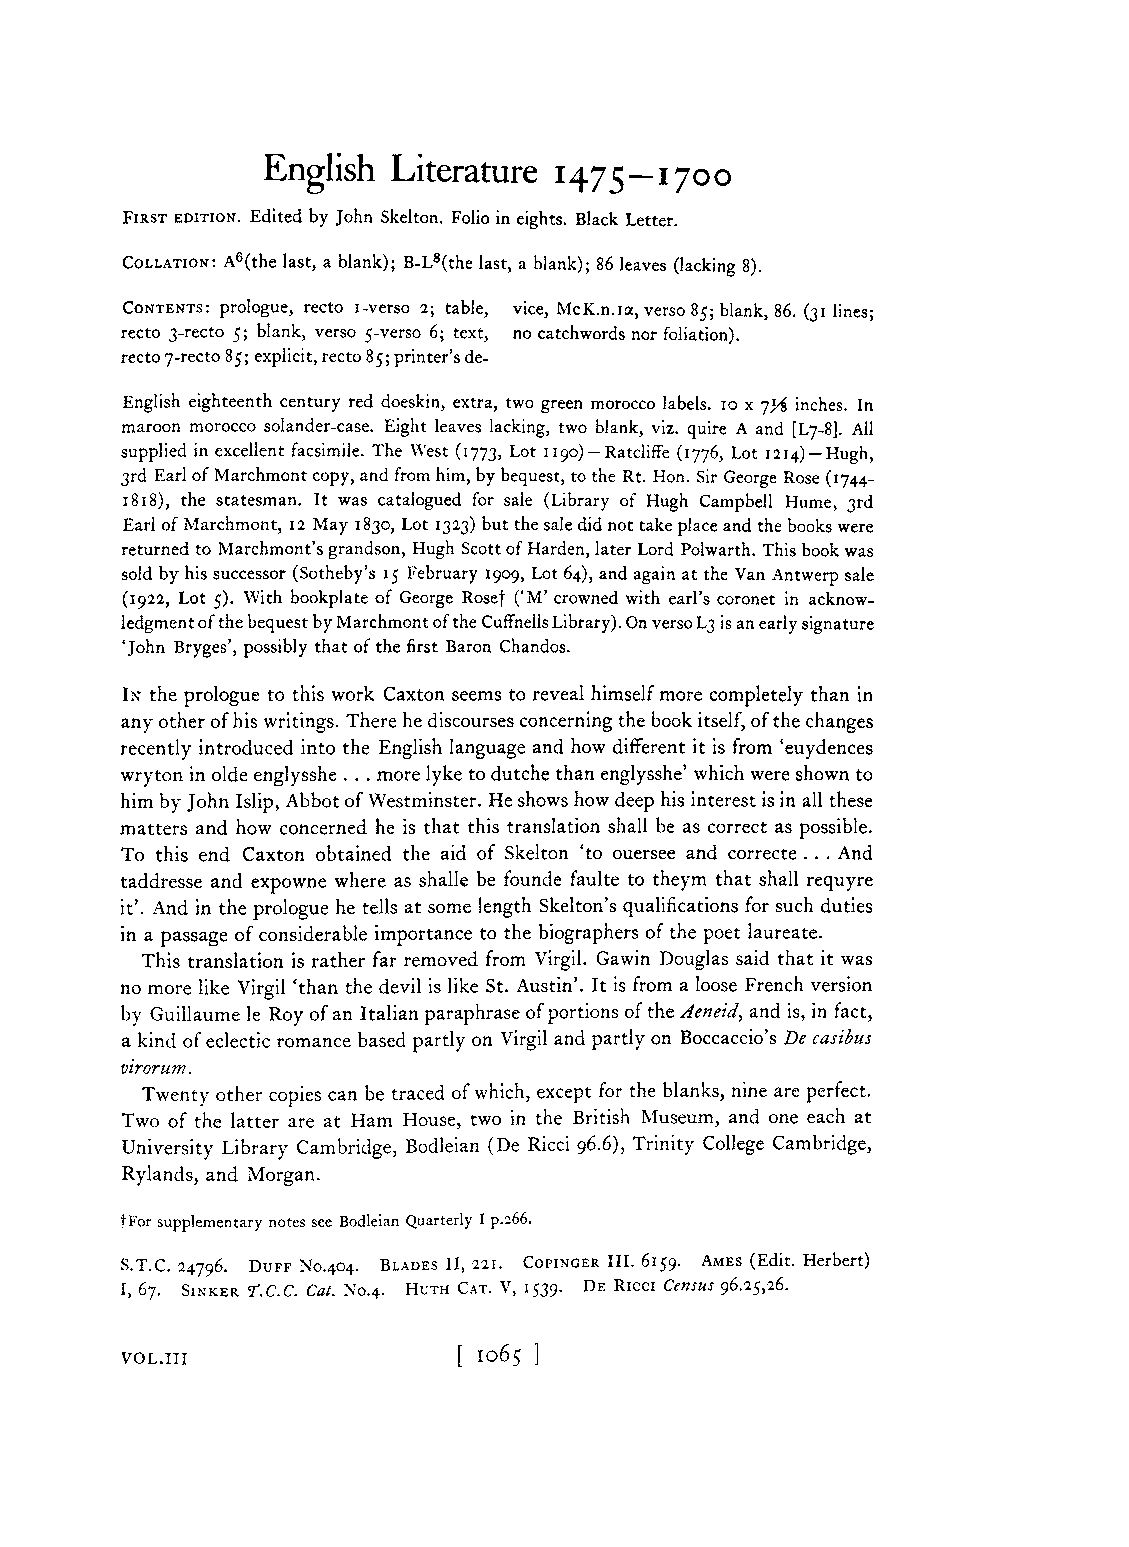 English Literature 1475–1700
First edition. Edited by John Skelton. Folio in eights. Black Letter.
Collation: A⁶(the last, a blank); B-L⁸(the last, a blank); 86 leaves (lacking 8).
Contents: prologue, recto 1-verso 2; table,
recto 3-recto 5; blank, verso 5-verso 6; text,
recto 7-recto 85; explicit, recto 85; printer's de-
vice, McK.n.1α, verso 85; blank, 86. (31 lines;
no catchwords nor foliation).
English eighteenth century red doeskin, extra, two green morocco labels. 10 x 7⅛ inches. In
maroon morocco solander-case. Eight leaves lacking, two blank, viz. quire A and [L7-8]. All
supplied in excellent facsimile. The West (1773, Lot 1190)—Ratcliffe (1776, Lot 1214)—Hugh,
3rd Earl of Marchmont copy, and from him, by bequest, to the Rt. Hon. Sir George Rose (1744-
1818), the statesman. It was catalogued for sale (Library of Hugh Campbell Hume, 3rd
Earl of Marchmont, 12 May 1830, Lot 1323) but the sale did not take place and the books were
returned to Marchmont's grandson, Hugh Scott of Harden, later Lord Polwarth. This book was
sold by his successor (Sotheby's 15 February 1909, Lot 64), and again at the Van Antwerp sale
(1922, Lot 5). With bookplate of George Rose† ('M' crowned with earl's coronet in acknow-
ledgment of the bequest by Marchmont of the Cuffnells Library). On verso L3 is an early signature
'John Bryges', possibly that of the first Baron Chandos.
In the prologue to this work Caxton seems to reveal himself more completely than in
any other of his writings. There he discourses concerning the book itself, of the changes
recently introduced into the English language and how different it is from 'euydences
wryton in olde englysshe . . . more lyke to dutche than englysshe' which were shown to
him by John Islip, Abbot of Westminster. He shows how deep his interest is in all these
matters and how concerned he is that this translation shall be as correct as possible.
To this end Caxton obtained the aid of Skelton 'to ouersee and correcte . . . And
taddresse and expowne where as shalle be founde faulte to theym that shall requyre
it'. And in the prologue he tells at some length Skelton's qualifications for such duties
in a passage of considerable importance to the biographers of the poet laureate.
This translation is rather far removed from Virgil. Gawin Douglas said that it was
no more like Virgil 'than the devil is like St. Austin'. It is from a loose French version
by Guillaume le Roy of an Italian paraphrase of portions of the Aeneid, and is, in fact,
a kind of eclectic romance based partly on Virgil and partly on Boccaccio's De casibus
virorum.
Twenty other copies can be traced of which, except for the blanks, nine are perfect.
Two of the latter are at Ham House, two in the British Museum, and one each at
University Library Cambridge, Bodleian (De Ricci 96.6), Trinity College Cambridge,
Rylands, and Morgan.
†For supplementary notes see Bodleian Quarterly I p.266.
S.T.C. 24796. Duff No.404. Blades II, 221. Copinger III. 6159. Ames (Edit. Herbert)
I, 67. Sinker T.C.C. Cat. No.4. Huth Cat. V, 1539. De Ricci Census 96.25,26.
VOL.III [ 1065 ]